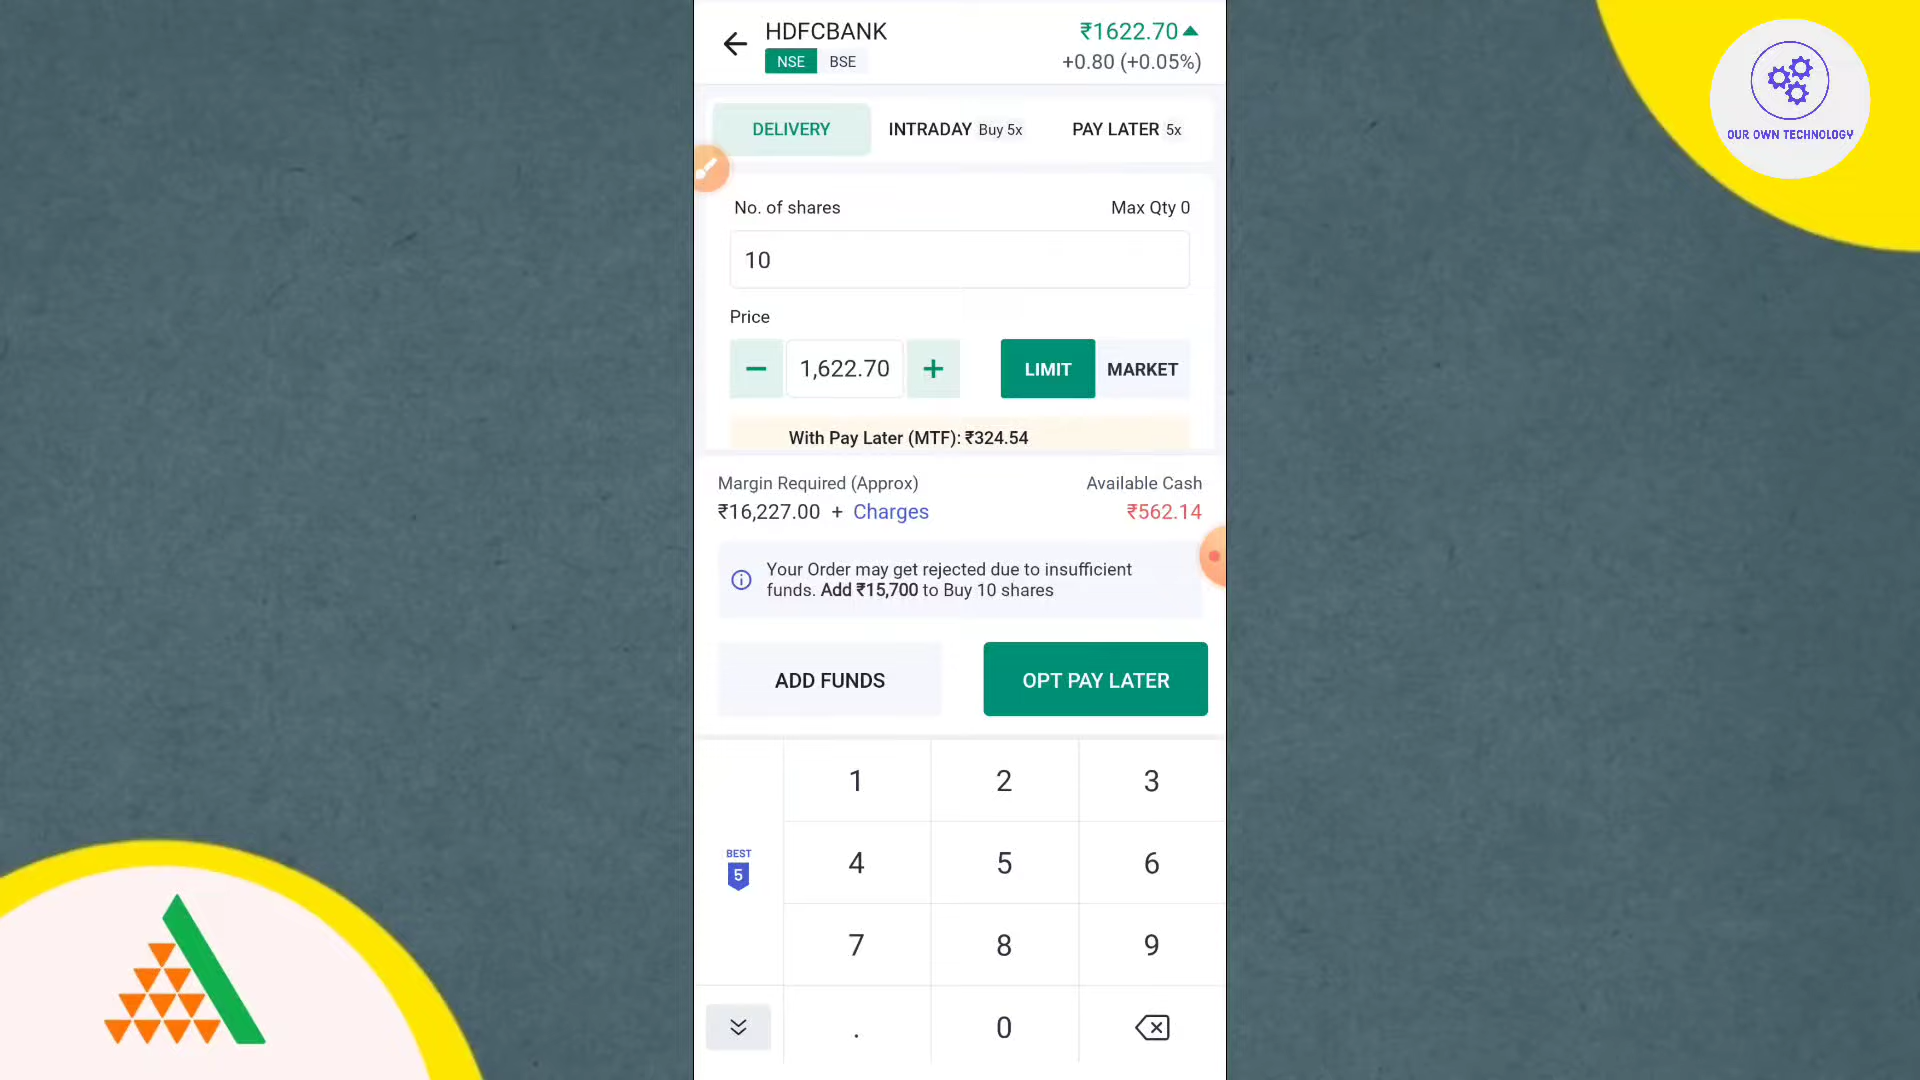 HDFCBANK
₹1622.70
NSE BSE
+0.80 (+0.05%)
DELIVERY
INTRADAY Buy 5x
PAY LATER 5x
No. of shares
Max Qty 0
10
Price
1,622.70
LIMIT
MARKET
With Pay Later (MTF): ₹324.54
Margin Required (Approx)
Available Cash
₹16,227.00 + Charges
₹562.14
Your Order may get rejected due to insufficient
funds. Add ₹15,700 to Buy 10 shares
ADD FUNDS
OPT PAY LATER
1 2 3
BEST
5
4 5 6
7 8 9
. 0
OUR OWN TECHNOLOGY